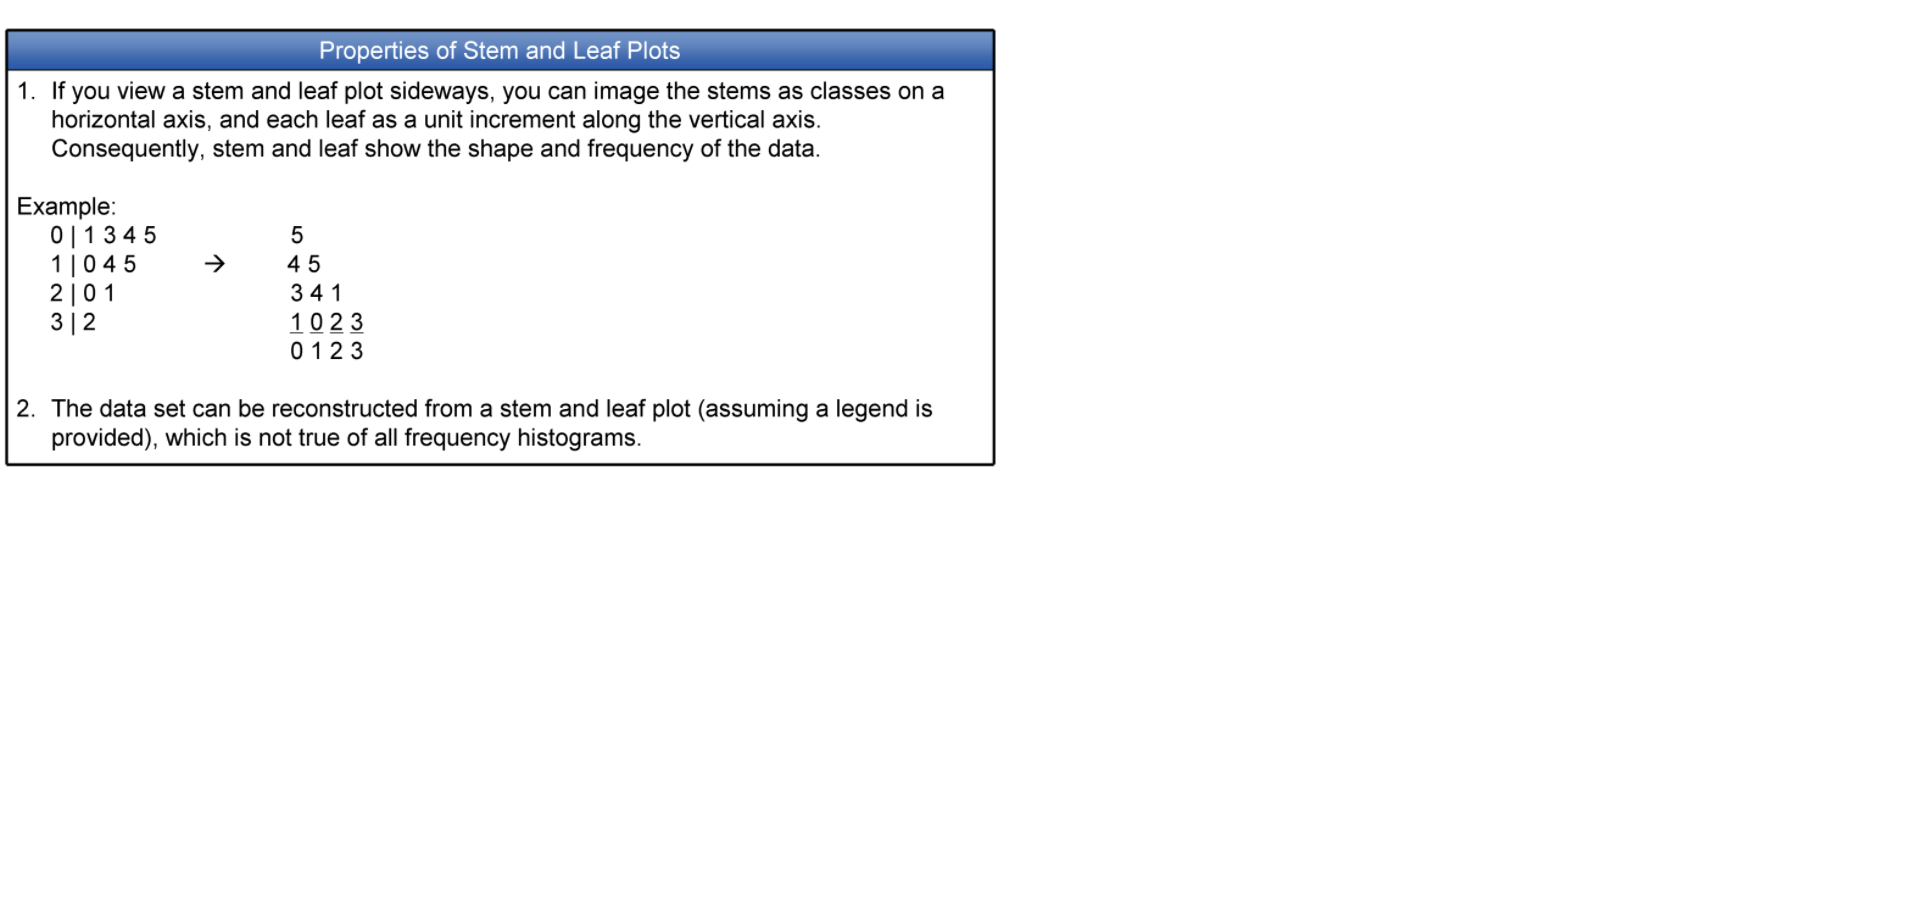 Properties of Stem and Leaf Plots
1. If you view a stem and leaf plot sideways, you can image the stems as classes on a
horizontal axis, and each leaf as a unit increment along the vertical axis.
Consequently, stem and leaf show the shape and frequency of the data.
Example:
0 | 1 3 4 5 5
1 | 0 4 5 → 4 5
2 | 0 1 3 4 1
3 | 2 1 0 2 3
0 1 2 3
2. The data set can be reconstructed from a stem and leaf plot (assuming a legend is
provided), which is not true of all frequency histograms.